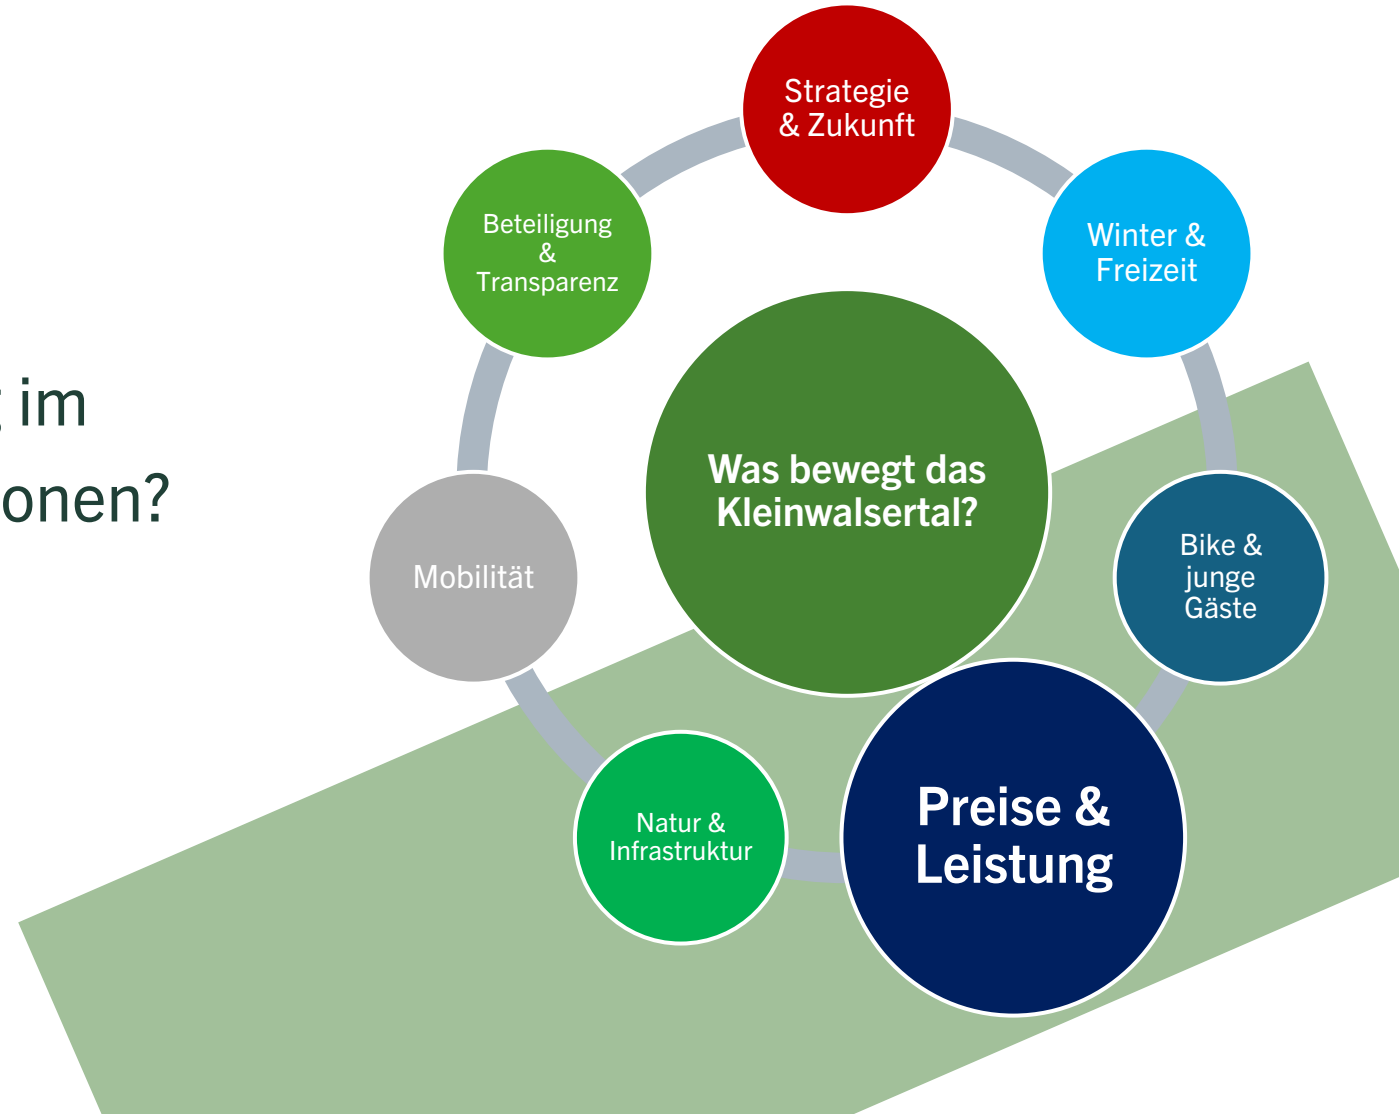 Strategie
& Zukunft
Winter &
Freizeit
Beteiligung
&
Transparenz
im
Was bewegt das
Kleinwalsertal?
Bike &
junge
Gäste
Mobilität
Preise &
Leistung
Natur &
Infrastruktur